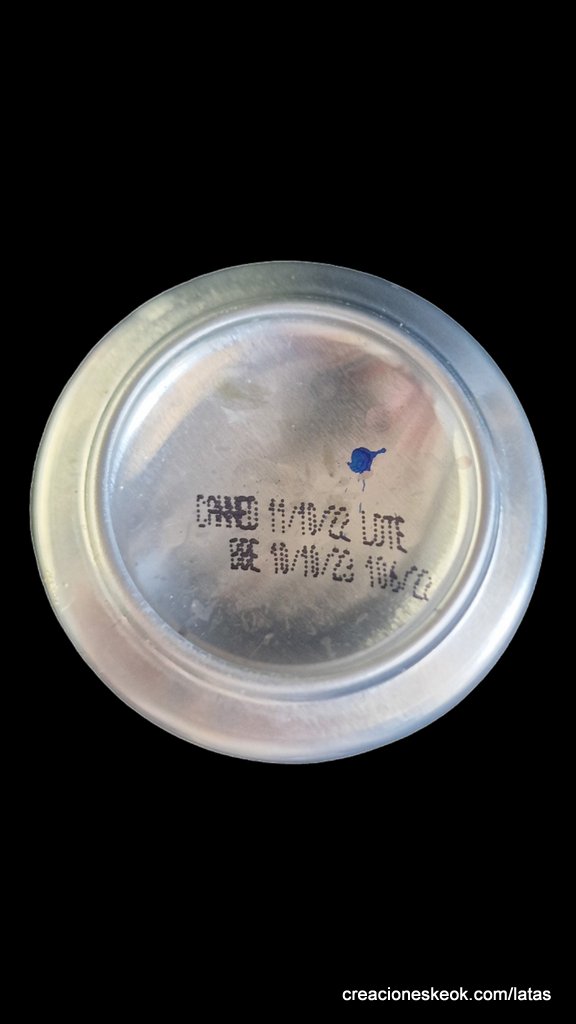 CANNED 11/10/22 LOTE
BBE 10/10/23 106/22
creacioneskeok.com/latas